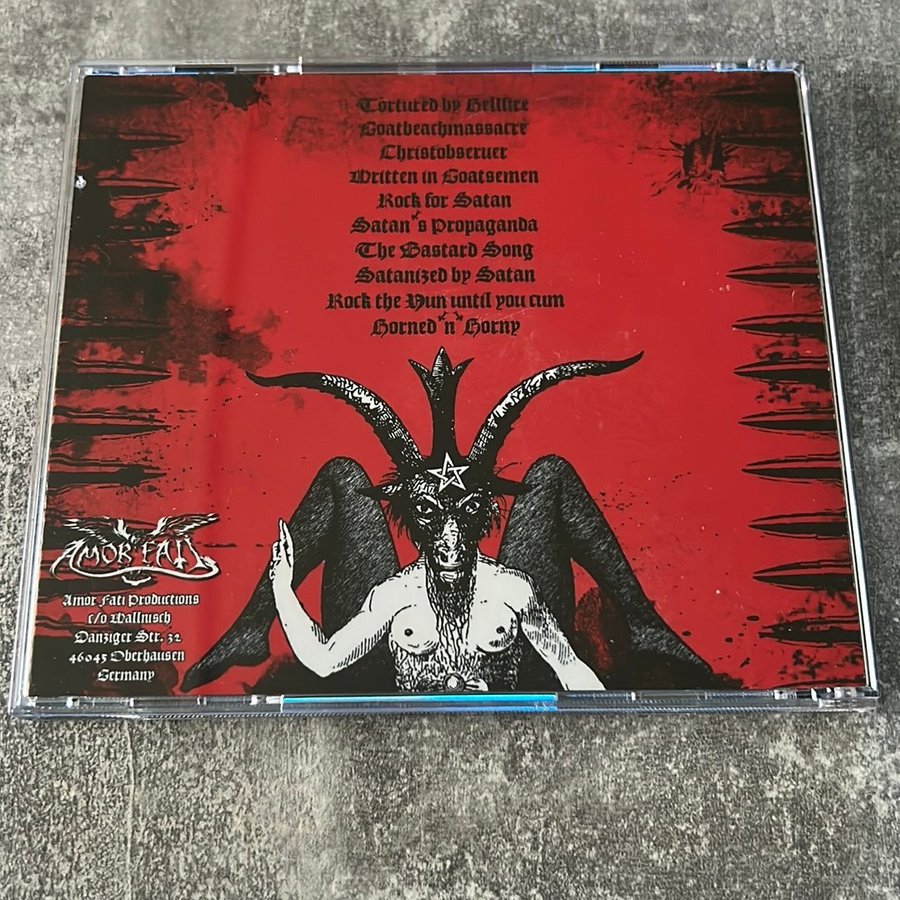 Tortured by Hellfire
Goatbeachmassacre
Christobserver
Written in Goatsemen
Rock for Satan
Satan's Propaganda
The Bastard Song
Satanized by Satan
Rock the Nun until you cum
Horned 'n' Horny
AMOR FATI
Amor Fati Productions
c/o Wallnisch
Danziger Str. 32
46045 Oberhausen
Germany